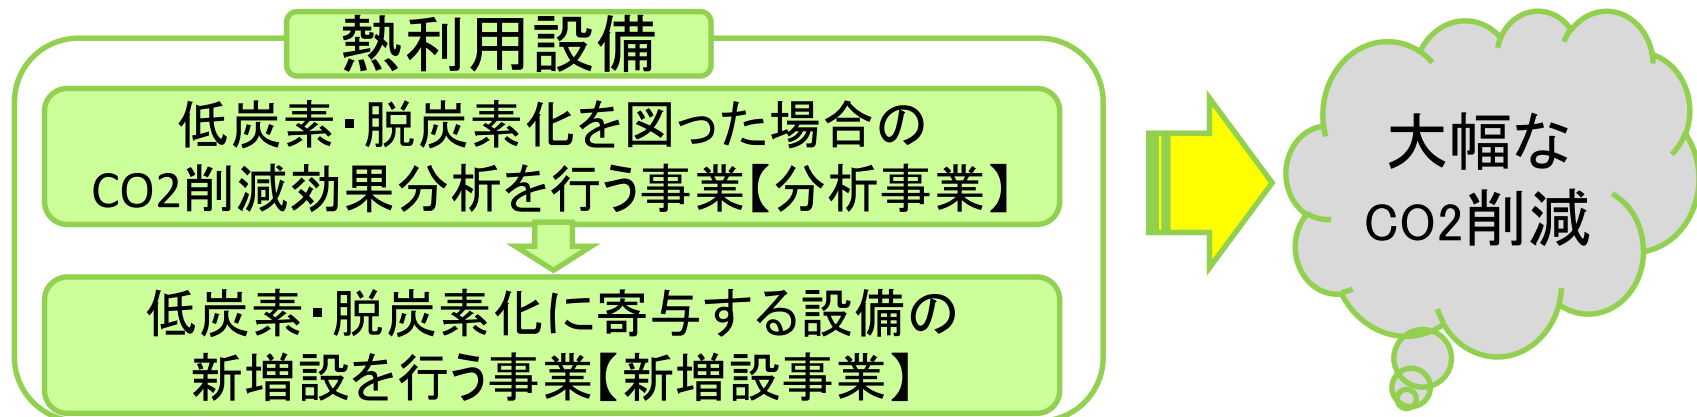 熱利用設備
低炭素・脱炭素化を図った場合の
CO2削減効果分析を行う事業【分析事業】
低炭素・脱炭素化に寄与する設備の
新増設を行う事業【新増設事業】
大幅な
CO2削減